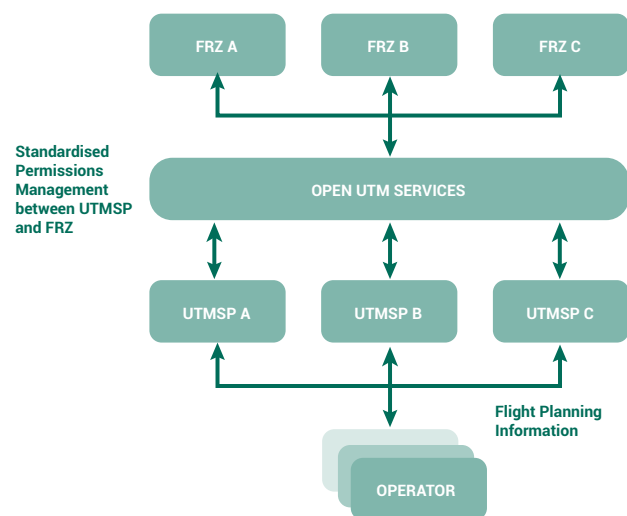 FRZ A
FRZ B
FRZ C
Standardised
Permissions
Management
between UTMSP
and FRZ
OPEN UTM SERVICES
UTMSP A
UTMSP B
UTMSP C
Flight Planning
Information
OPERATOR